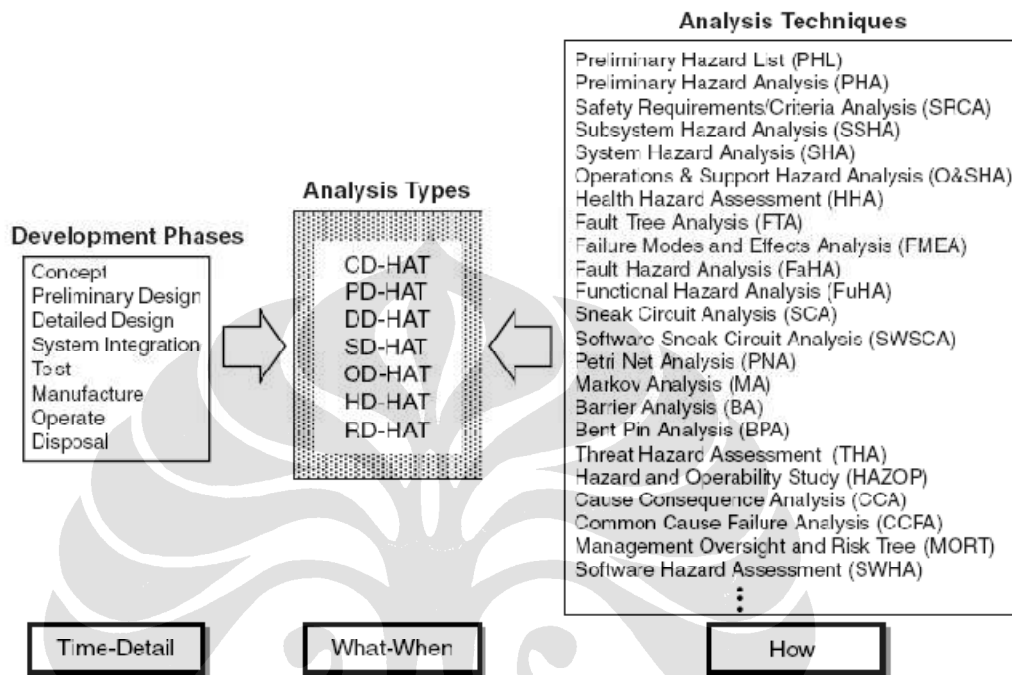 Analysis Techniques
Preliminary Hazard List (PHL)
Preliminary Hazard Analysis (PHA)
Safety Requirements/Criteria Analysis (SRCA)
Subsystem Hazard Analysis (SSHA)
System Hazard Analysis (SHA)
Operations & Support Hazard Analysis (O&SHA)
Health Hazard Assessment (HHA)
Fault Tree Analysis (FTA)
Failure Modes and Effects Analysis (FMEA)
Fault Hazard Analysis (FaHA)
Functional Hazard Analysis (FuHA)
Sneak Circuit Analysis (SCA)
Software Sneak Circuit Analysis (SWSCA)
Petri Net Analysis (PNA)
Markov Analysis (MA)
Barrier Analysis (BA)
Bent Pin Analysis (BPA)
Threat Hazard Assessment (THA)
Hazard and Operability Study (HAZOP)
Cause Consequence Analysis (CCA)
Common Cause Failure Analysis (CCFA)
Management Oversight and Risk Tree (MORT)
Software Hazard Assessment (SWHA)
Analysis Types
CD-HAT
PD-HAT
DD-HAT
SD-HAT
OD-HAT
HD-HAT
RD-HAT
Development Phases
Concept
Preliminary Design
Detailed Design
System Integration
Test
Manufacture
Operate
Disposal
Time-Detail
What-When
How